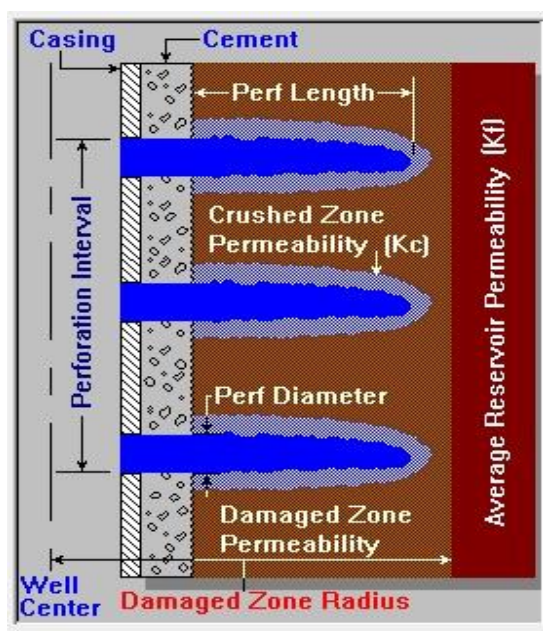 Casing
Cement
Perf Length
Perforation Interval
Crushed Zone
Permeability (Kc)
Average Reservoir Permeability (Kf)
Perf Diameter
Damaged Zone
Permeability
Well
Center
Damaged Zone Radius